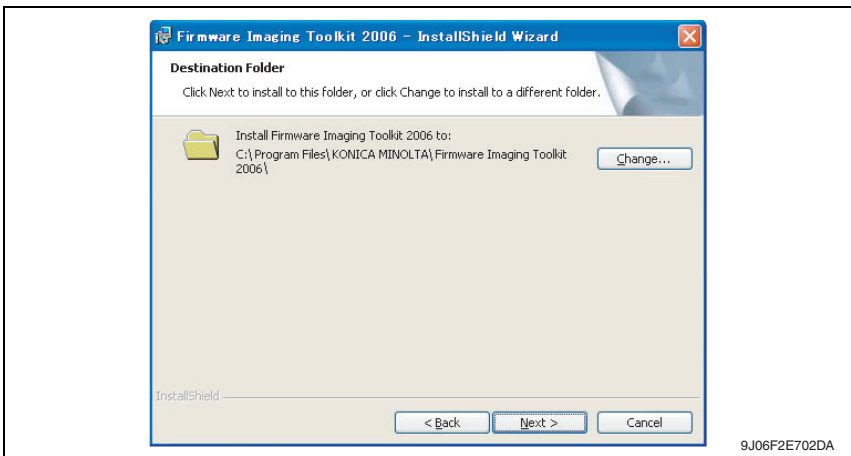 Firmware Imaging Toolkit 2006 - InstallShield Wizard
Destination Folder
Click Next to install to this folder, or click Change to install to a different folder.
Install Firmware Imaging Toolkit 2006 to:
C:\Program Files\KONICA MINOLTA\Firmware Imaging Toolkit
2006\
Change...
InstallShield
< Back
Next >
Cancel
9J06F2E702DA